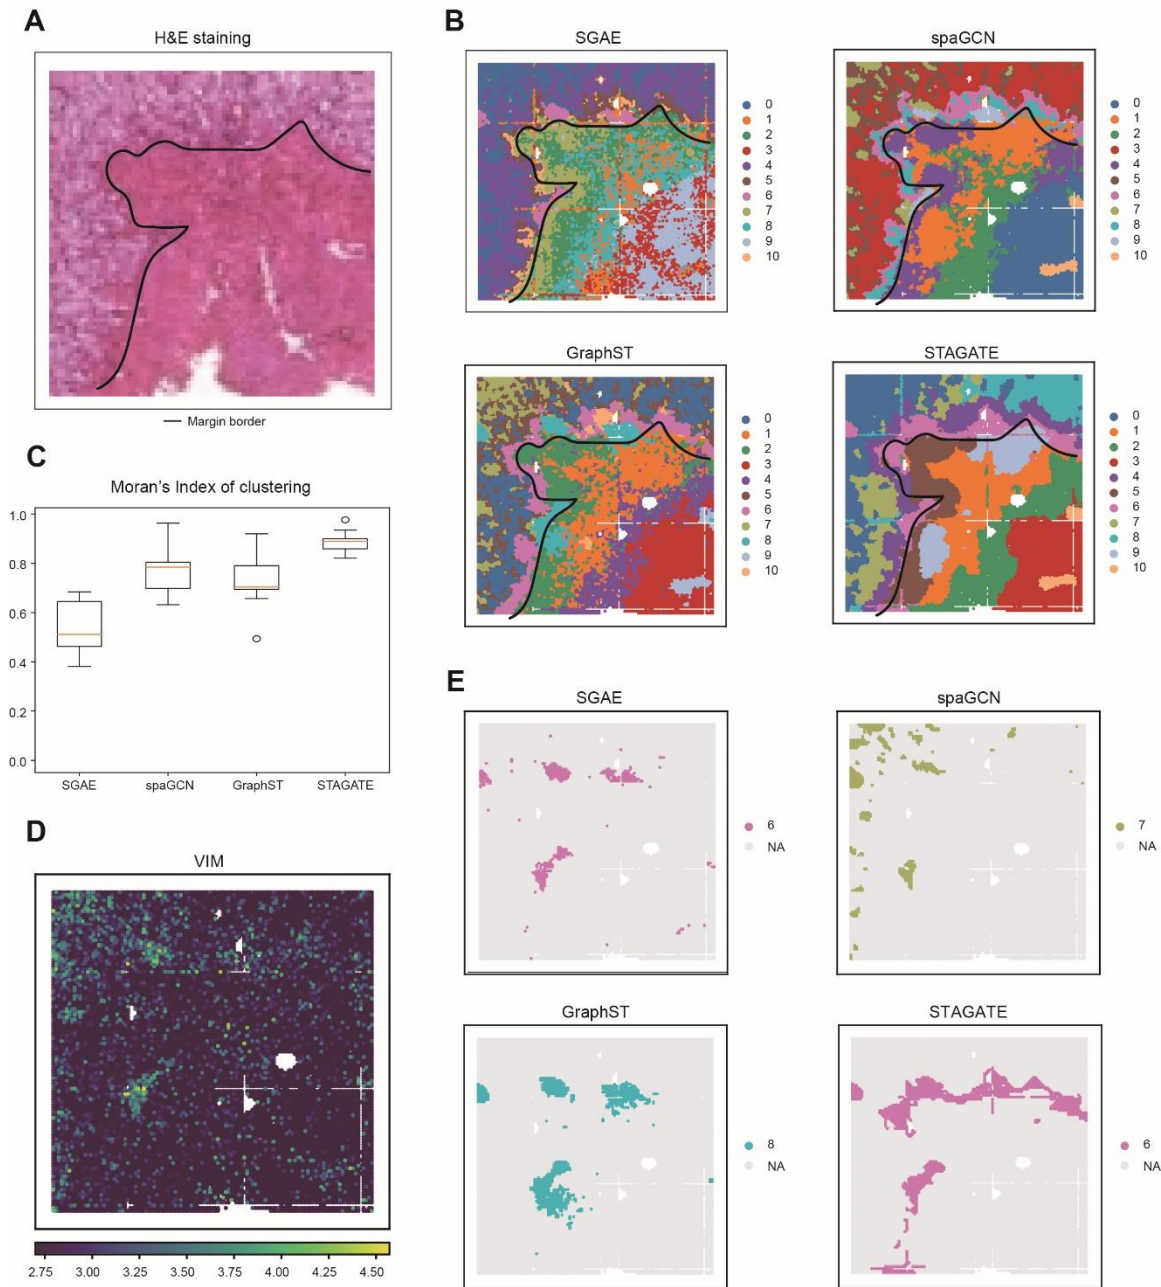 A
H&E staining
Margin border
B
SGAE
0
1
2
3
4
5
6
7
8
9
10
spaGCN
0
1
2
3
4
5
6
7
8
9
10
GraphST
0
1
2
3
4
5
6
7
8
9
10
STAGATE
0
1
2
3
4
5
6
7
8
9
10
C
Moran's Index of clustering
1.0
0.8
0.6
0.4
0.2
0.0
SGAE spaGCN GraphST STAGATE
D
VIM
2.75 3.00 3.25 3.50 3.75 4.00 4.25 4.50
E
SGAE
6
NA
spaGCN
7
NA
GraphST
8
NA
STAGATE
6
NA